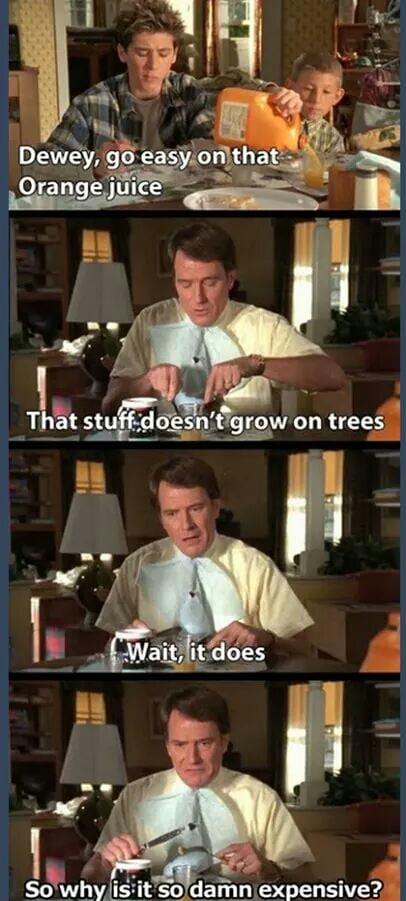 Dewey, go easy on that
Orange juice
That stuff doesn't grow on trees
Wait, it does
So why is it so damn expensive?